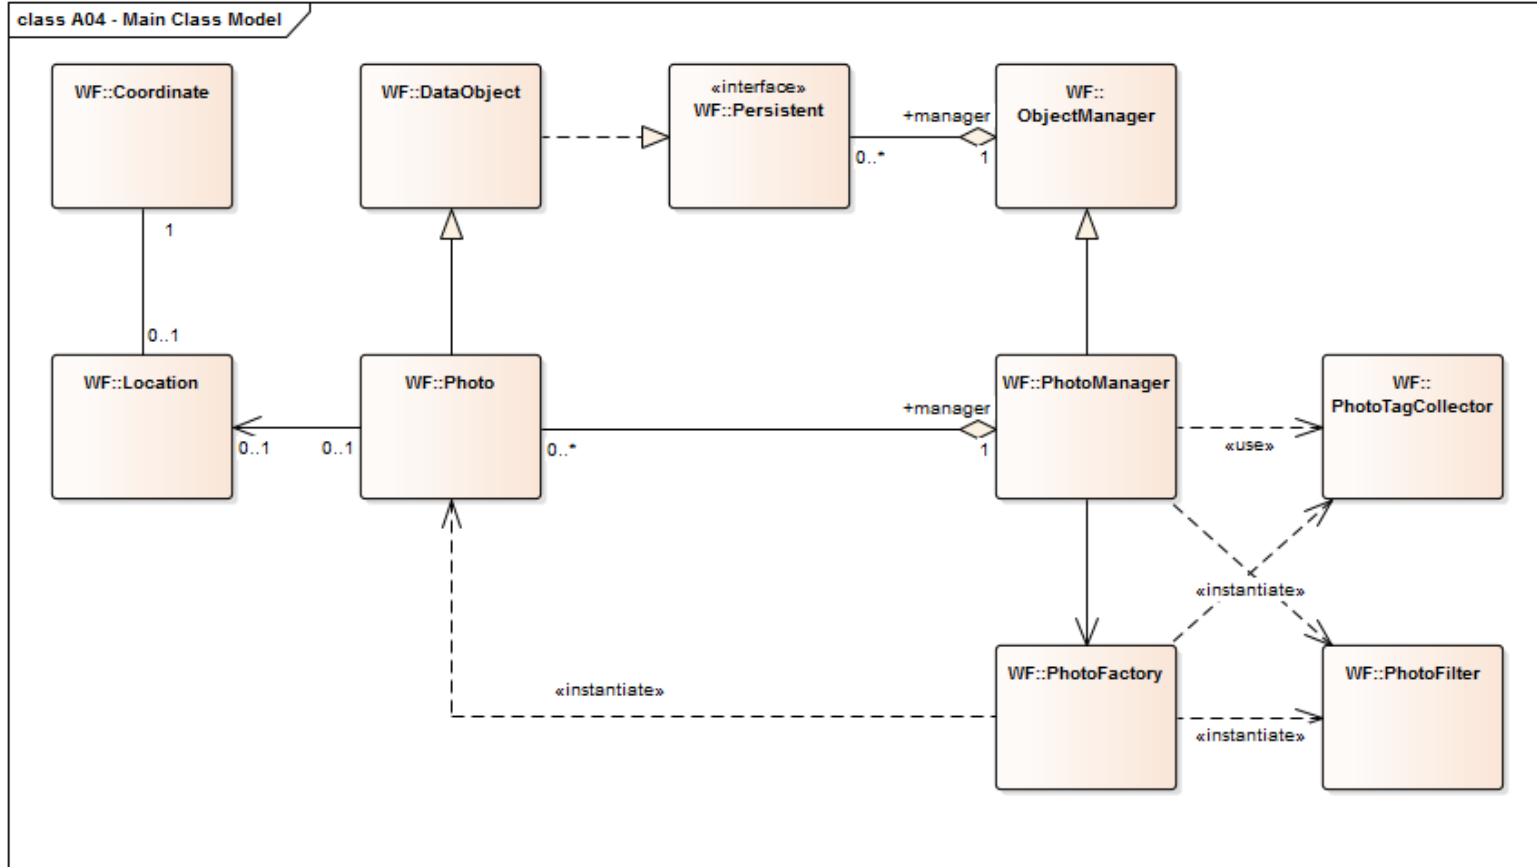 class A04 - Main Class Model
WF::Coordinate
WF::DataObject
«interface»
WF::Persistent
WF::
ObjectManager
+manager
0..*
1
1
0..1
WF::Location
WF::Photo
WF::PhotoManager
WF::
PhotoTagCollector
+manager
0..1
0..1
0..*
1
«use»
«instantiate»
WF::PhotoFactory
WF::PhotoFilter
«instantiate»
«instantiate»